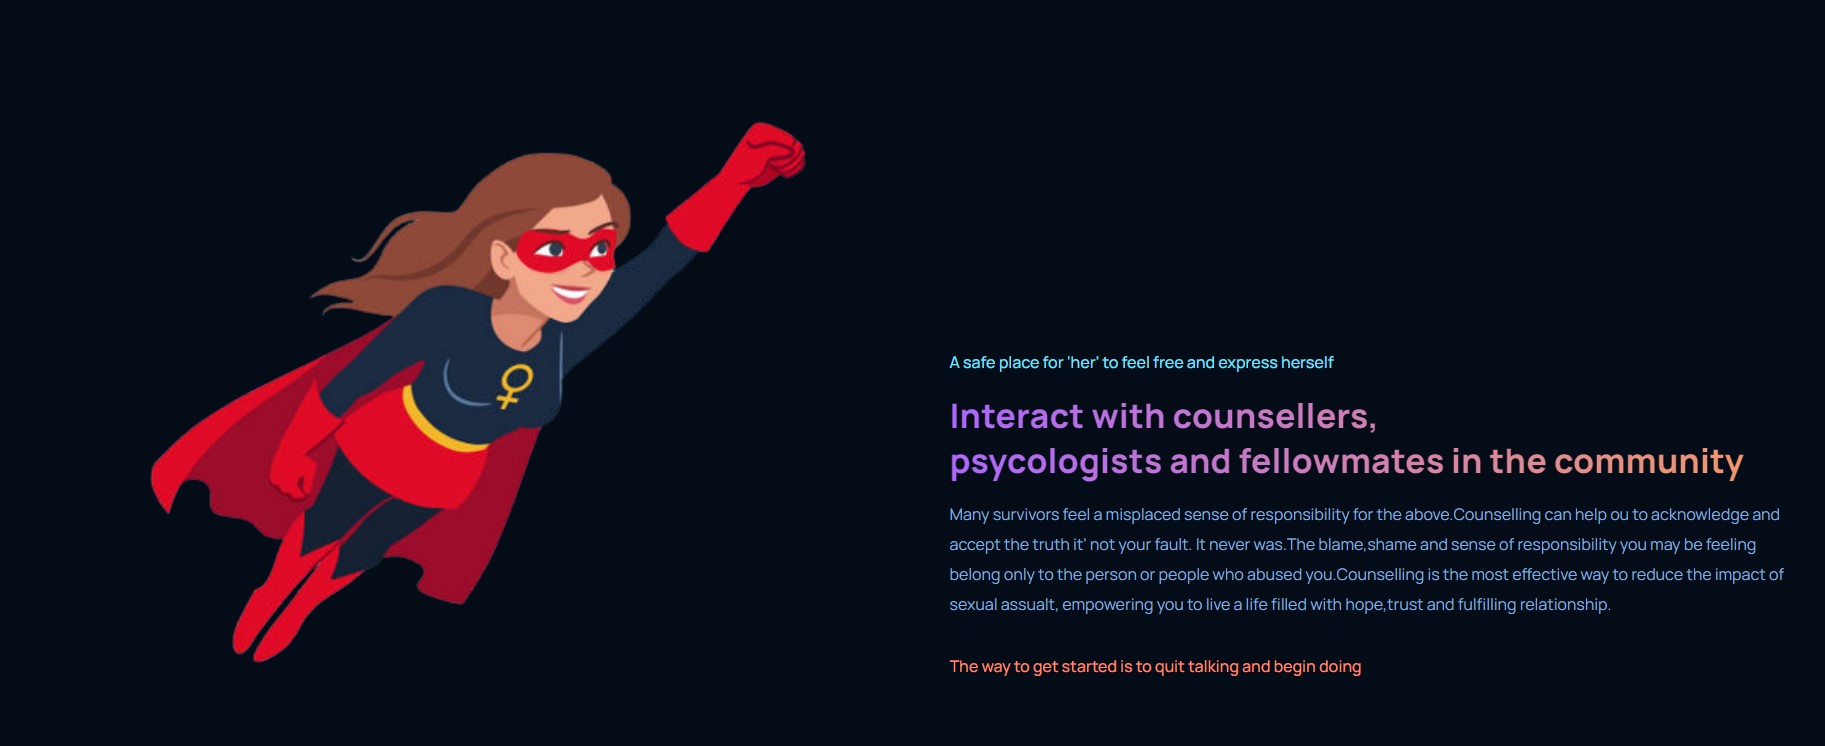 A safe place for 'her' to feel free and express herself
Interact with counsellers,
psycologists and fellowmates in the community
Many survivors feel a misplaced sense of responsibility for the above.Counselling can help ou to acknowledge and
accept the truth it' not your fault. It never was.The blame,shame and sense of responsibility you may be feeling
belong only to the person or people who abused you.Counselling is the most effective way to reduce the impact of
sexual assualt, empowering you to live a life filled with hope,trust and fulfilling relationship.
The way to get started is to quit talking and begin doing